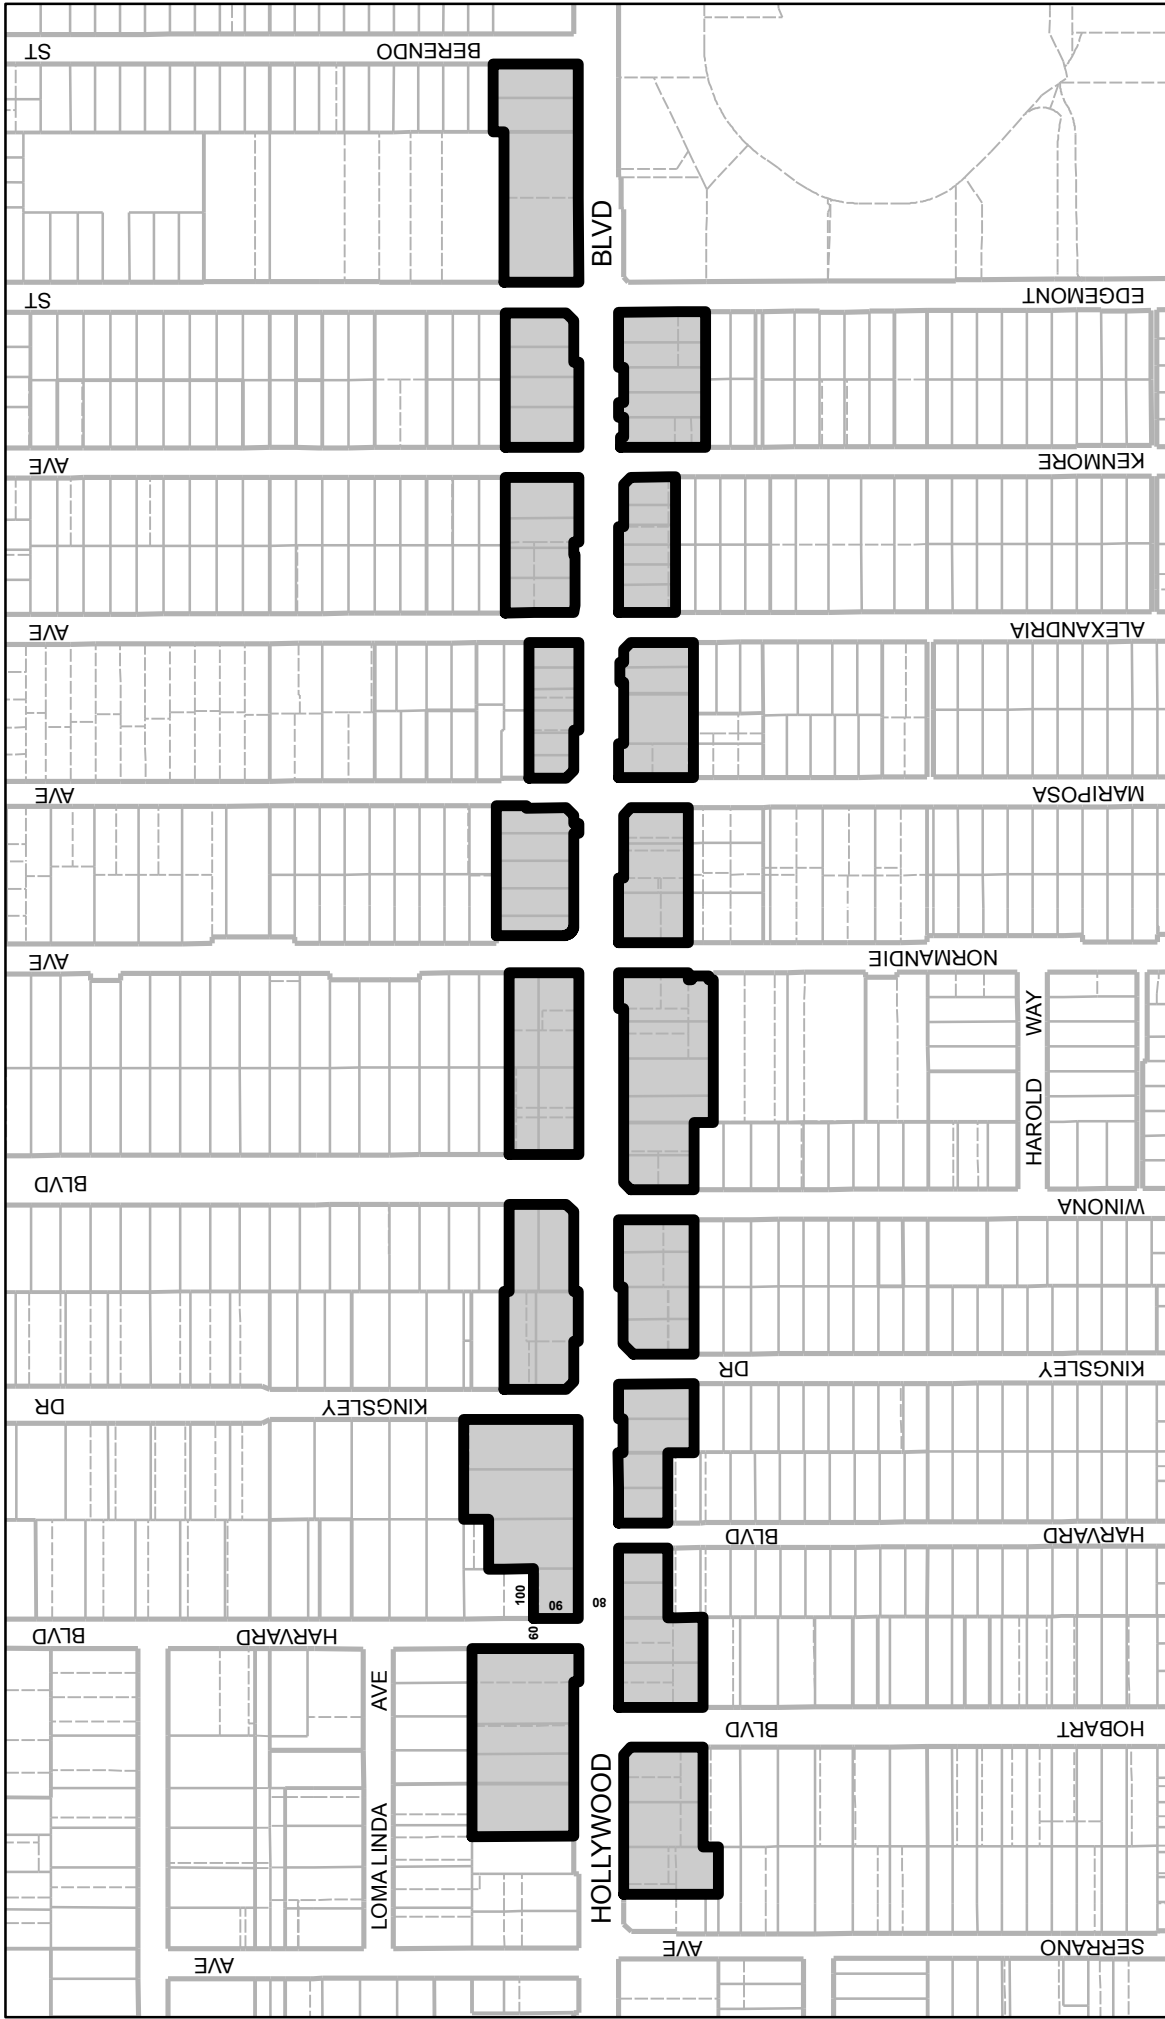 ST
BERENDO
BLVD
ST
EDGEMONT
AVE
KENMORE
AVE
ALEXANDRIA
AVE
MARIPOSA
AVE
NORMANDIE
WAY
HAROLD
BLVD
WINONA
DR
KINGSLEY
DR
KINGSLEY
BLVD
HARVARD
100
90
80
60
BLVD
HARVARD
AVE
LOMA LINDA
BLVD
HOBART
HOLLYWOOD
AVE
AVE
SERRANO